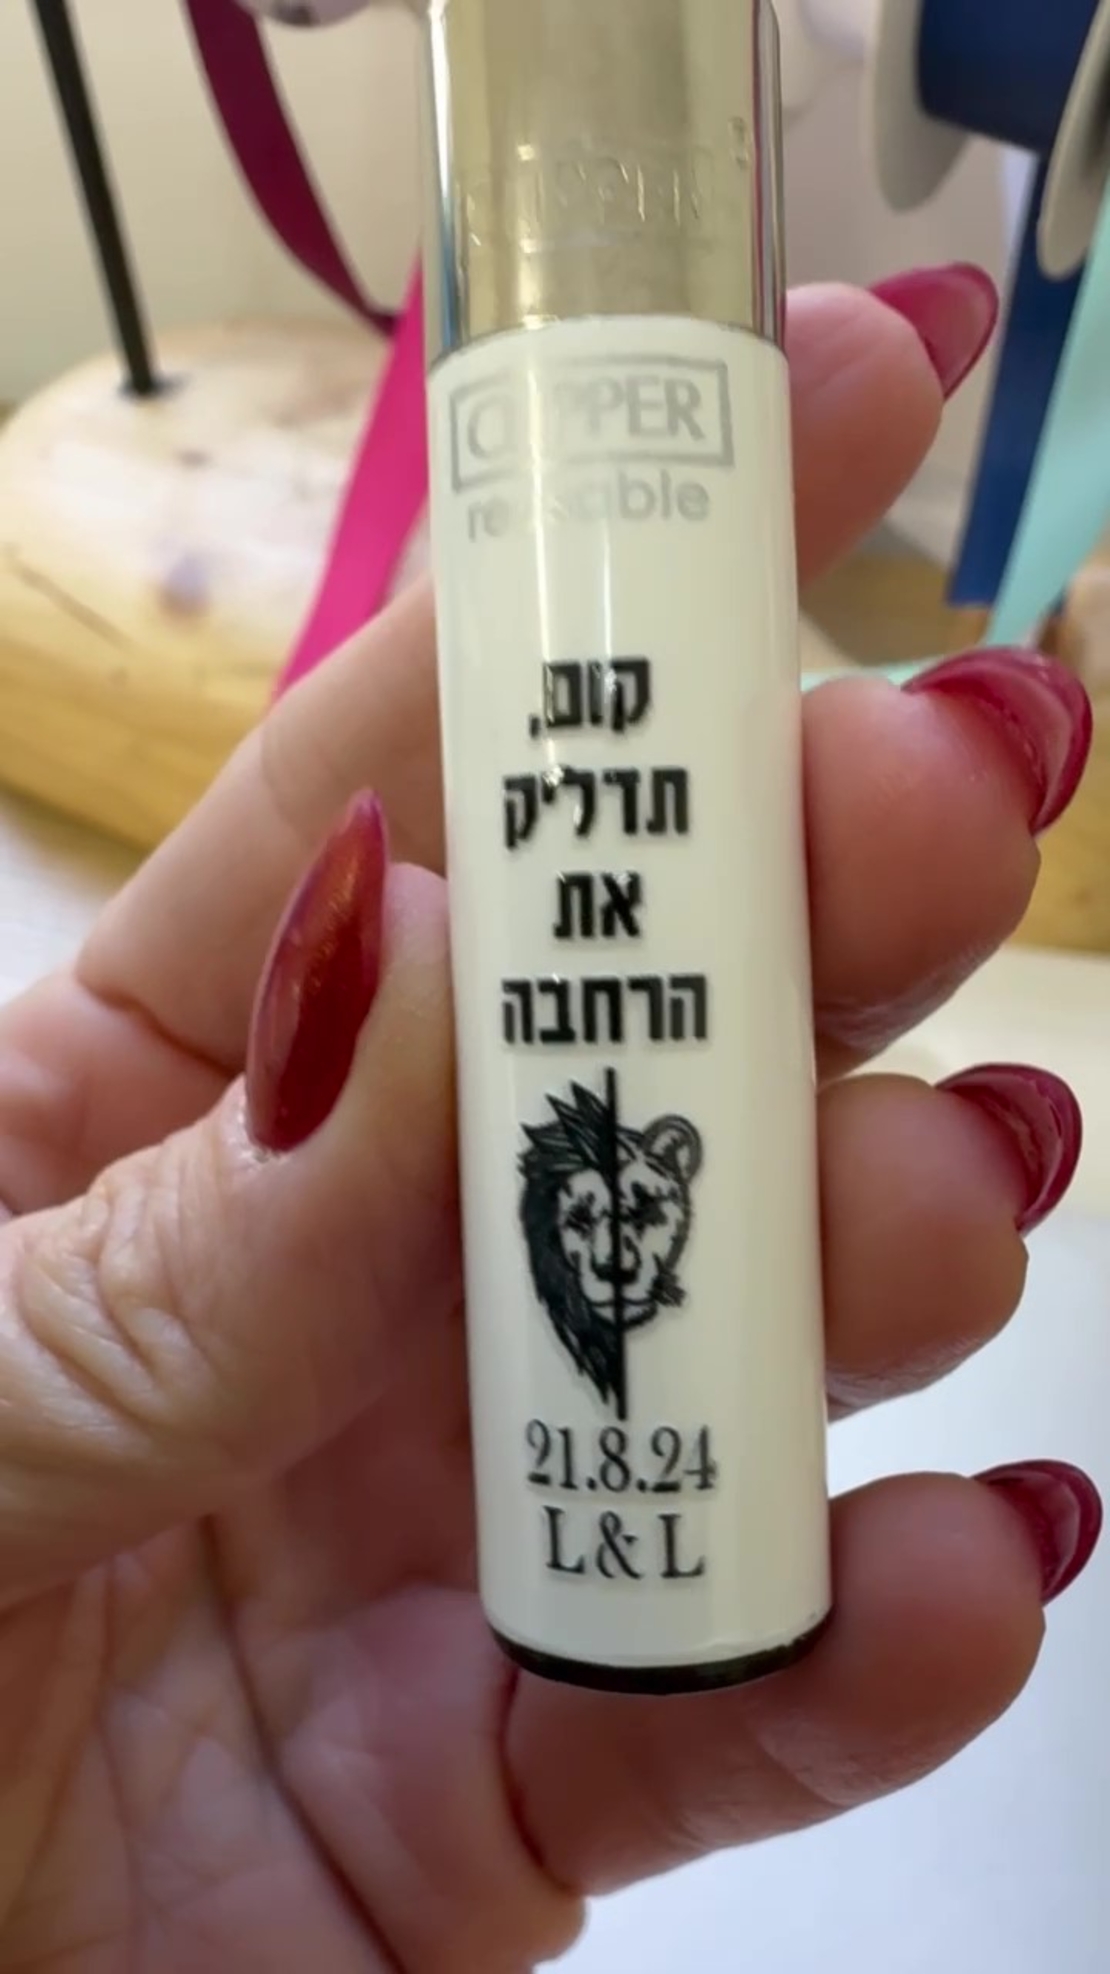 CLIPPER
reusable
קום,
תדליק
את
הרחבה
21.8.24
L&L